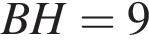 BH = 9